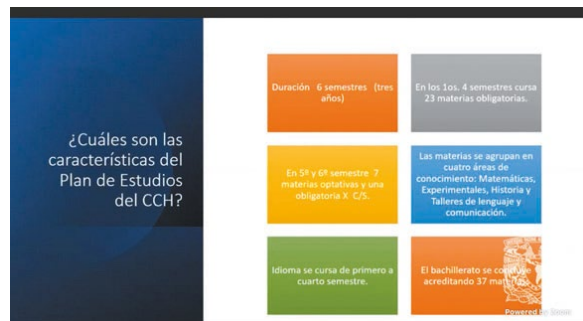 ¿Cuáles son las
características del
Plan de Estudios
del CCH?
Duración 6 semestres (tres
años)
En los 1os. 4 semestres cursa
23 materias obligatorias.
En 5º y 6º semestre 7
materias optativas y una
obligatoria X C/S.
Las materias se agrupan en
cuatro áreas de
conocimiento: Matemáticas,
Experimentales, Historia y
Talleres de lenguaje y
comunicación.
Idioma se cursa de primero a
cuarto semestre.
El bachillerato se concluye
acreditando 37 materias.
Powered by